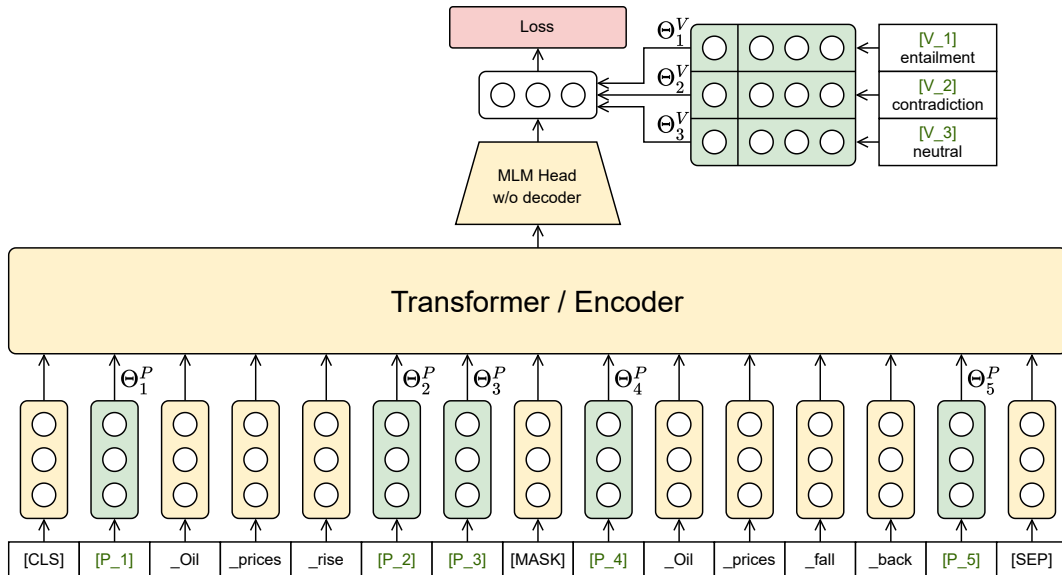 Loss
Θ_1^V
[V_1]
entailment
Θ_2^V
[V_2]
contradiction
Θ_3^V
[V_3]
neutral
MLM Head
w/o decoder
Transformer / Encoder
Θ_1^P
Θ_2^P
Θ_3^P
Θ_4^P
Θ_5^P
[CLS] [P_1] _Oil _prices _rise [P_2] [P_3] [MASK] [P_4] _Oil _prices _fall _back [P_5] [SEP]